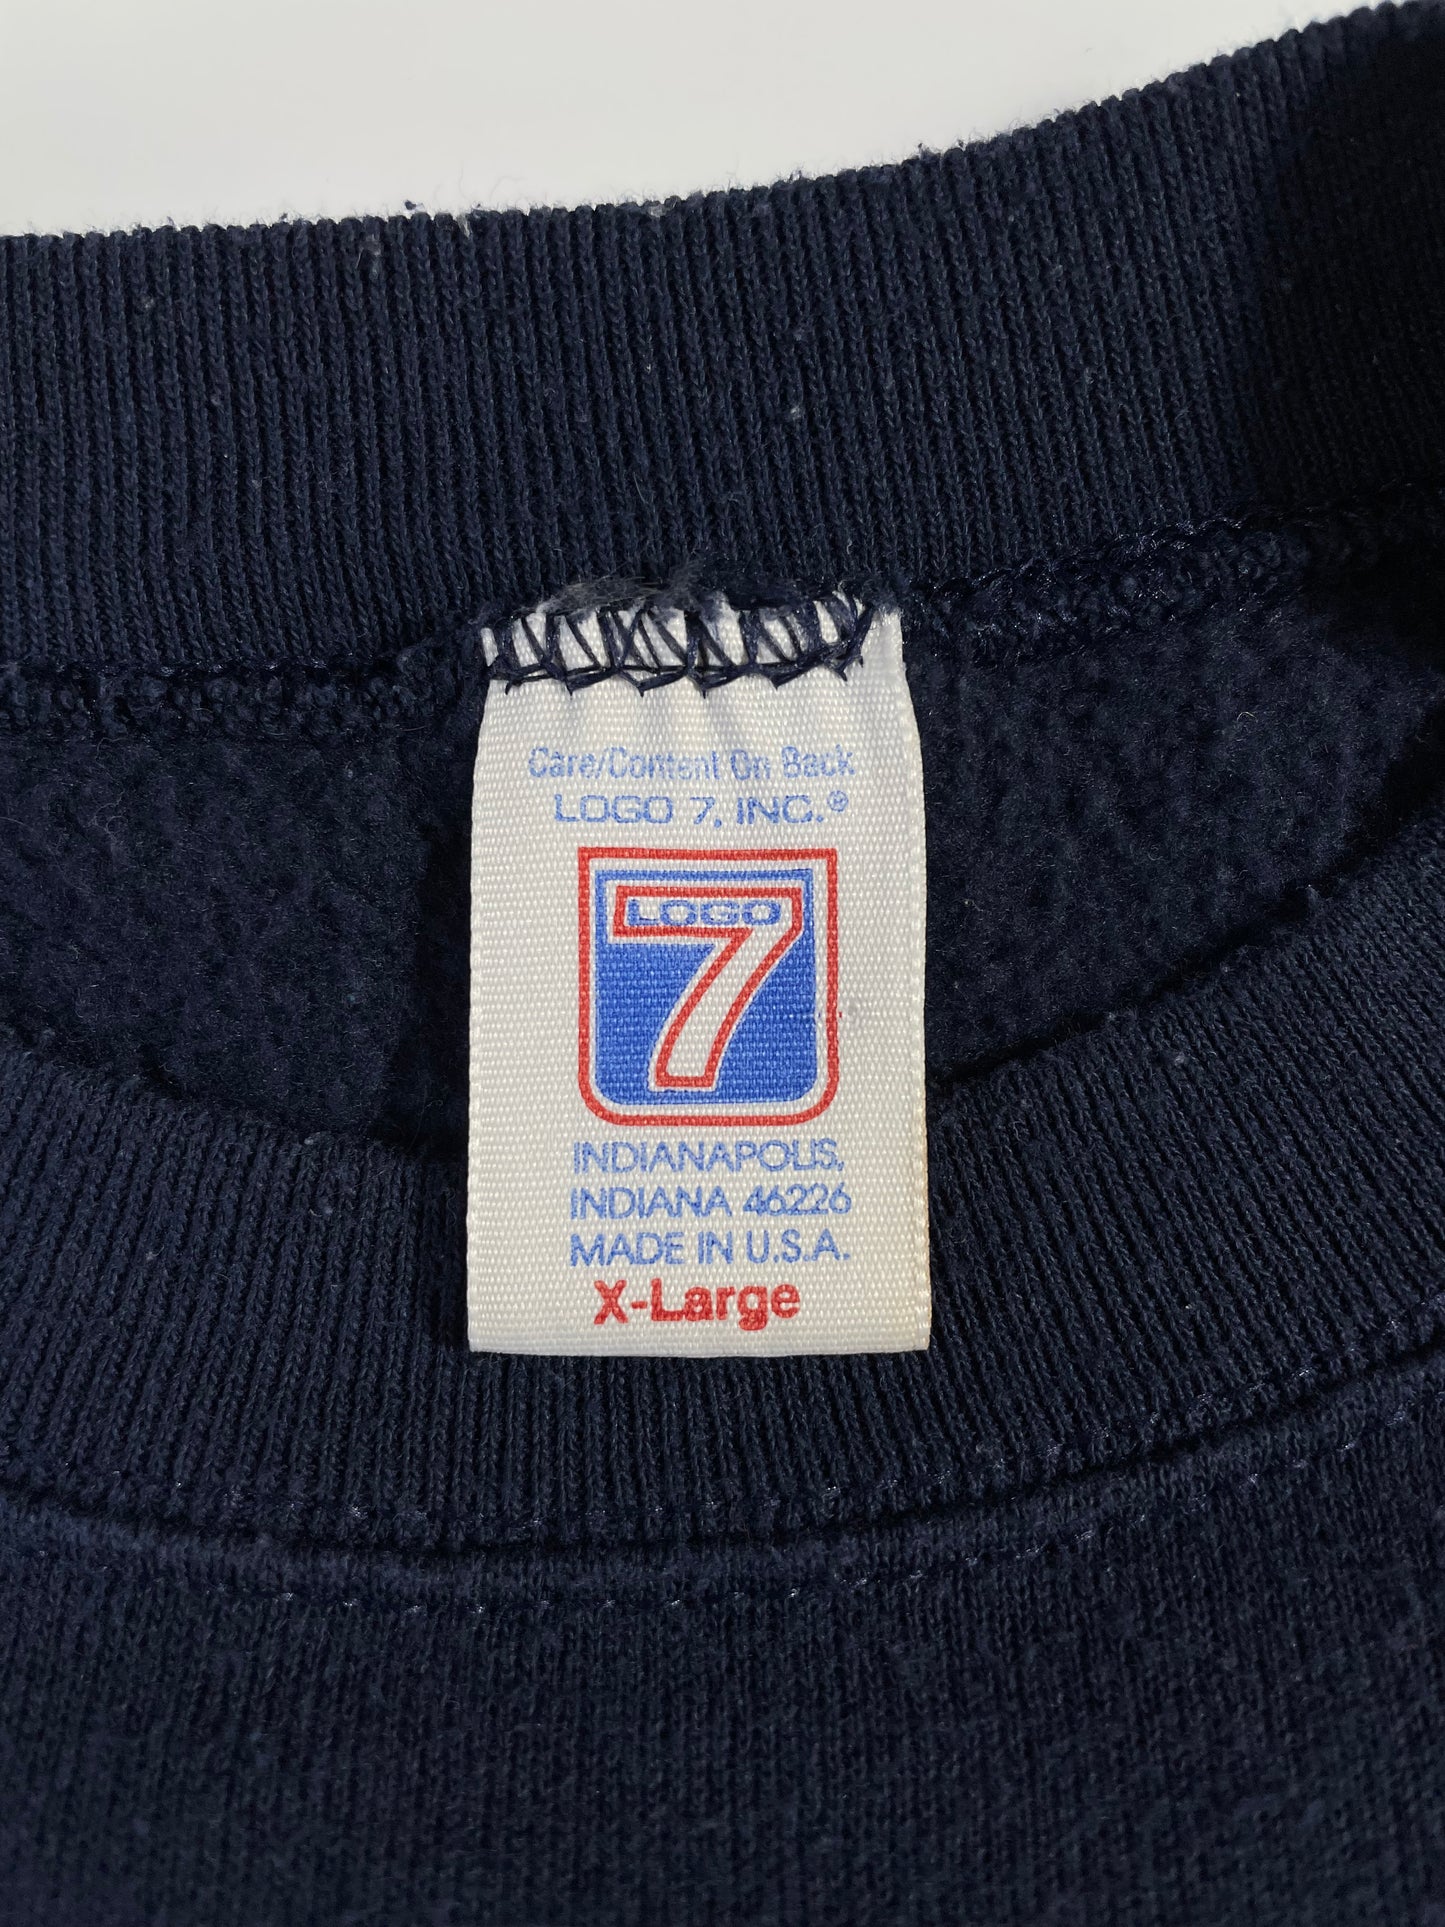 Care/Content On Back
LOGO 7, INC.®
LOGO
7
INDIANAPOLIS,
INDIANA 46226
MADE IN U.S.A.
X-Large